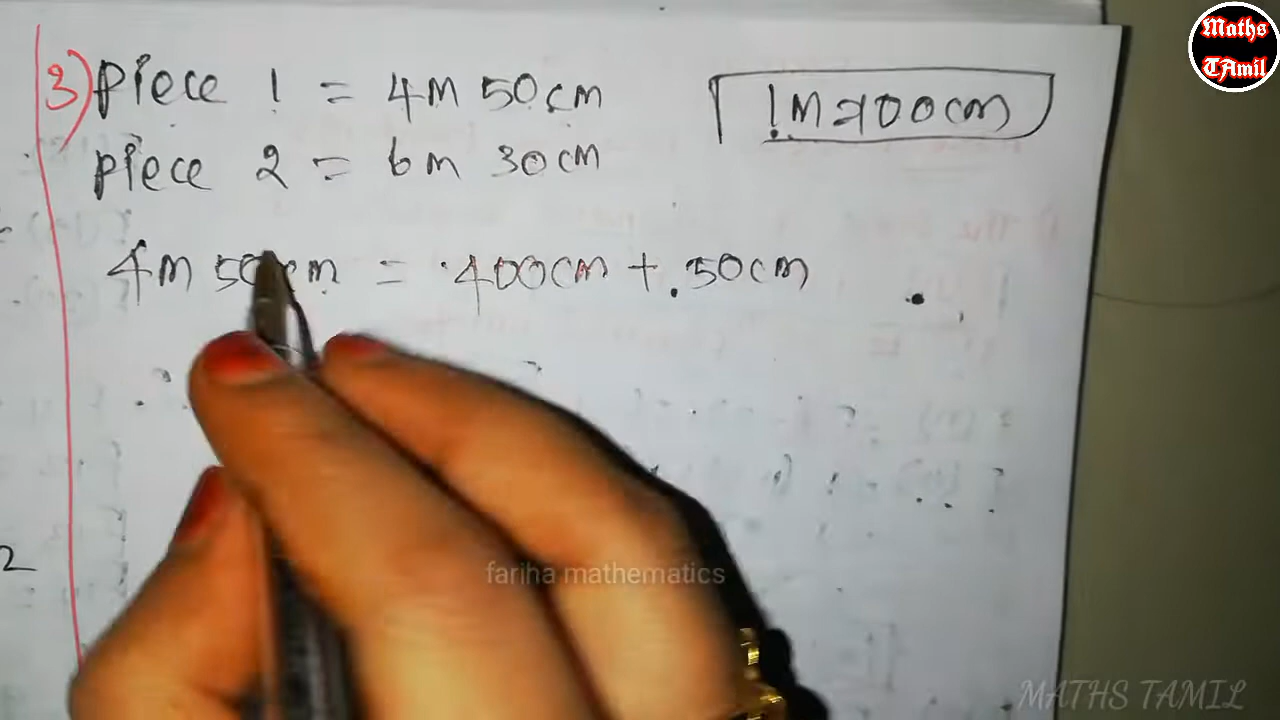 Maths
TAmil
3) Piece 1 = 4m 50cm
1m=100cm
Piece 2 = 6m 30cm
4m 50cm = 400cm + 50cm
2
fariha mathematics
MATHS TAMIL